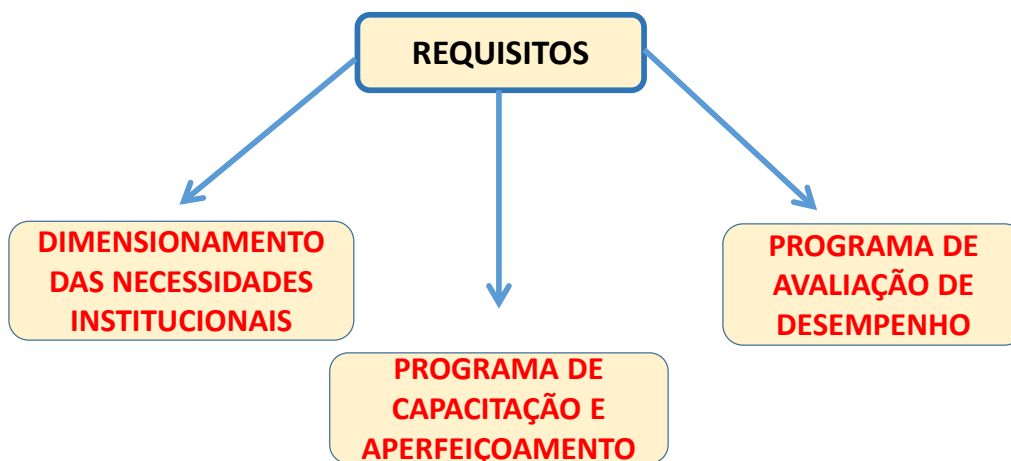 REQUISITOS
DIMENSIONAMENTO
DAS NECESSIDADES
INSTITUCIONAIS
PROGRAMA DE
CAPACITAÇÃO E
APERFEIÇOAMENTO
PROGRAMA DE
AVALIAÇÃO DE
DESEMPENHO